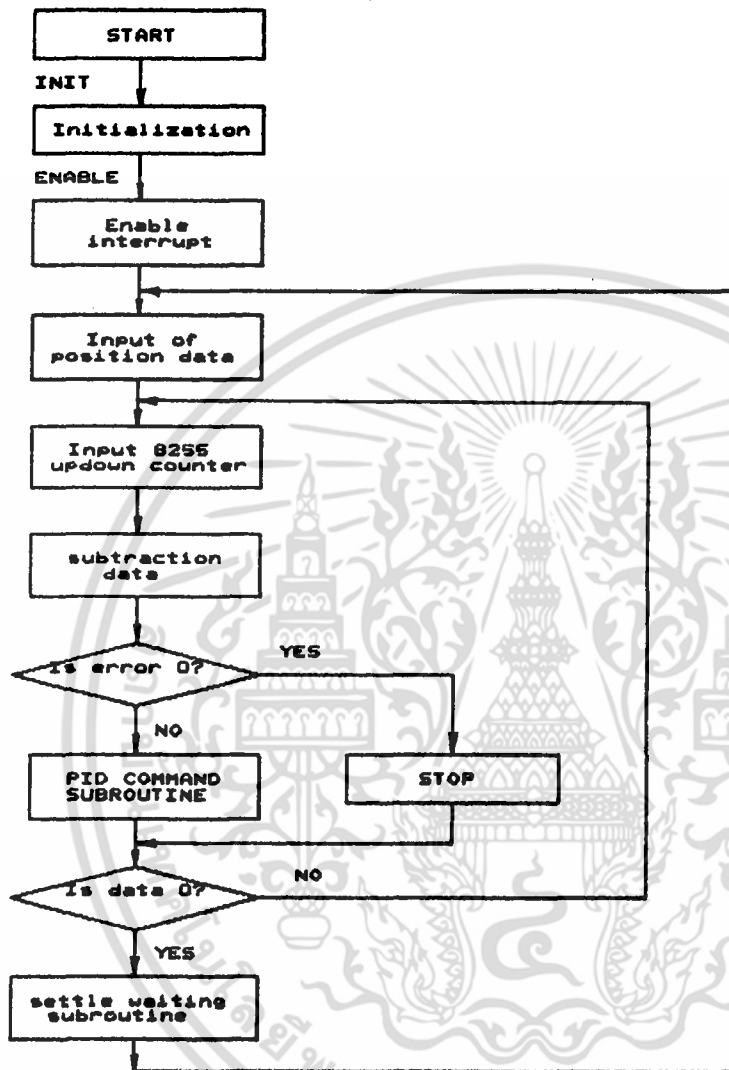 START
INIT
Initialization
ENABLE
Enable
interrupt
Input of
position data
Input 8255
updown counter
subtraction
data
Is error 0?
YES
NO
PID COMMAND
SUBROUTINE
STOP
Is data 0?
NO
YES
settle waiting
subroutine